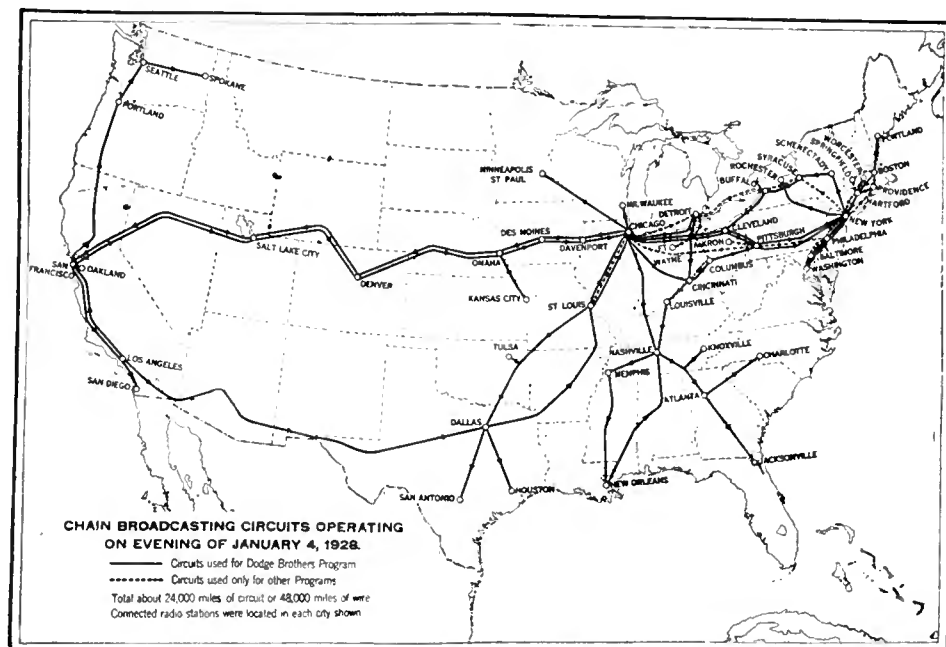 SEATTLE
SPOKANE
PORTLAND
MINNEAPOLIS
ST PAUL
MILWAUKEE
CHICAGO
DETROIT
BUFFALO
ROCHESTER
SYRACUSE
SCHENECTADY
WORCESTER
SPRINGFIELD
PORTLAND
BOSTON
PROVIDENCE
HARTFORD
NEW YORK
PHILADELPHIA
BALTIMORE
WASHINGTON
CLEVELAND
AKRON
PITTSBURGH
FT
WAYNE
COLUMBUS
CINCINNATI
LOUISVILLE
DES MOINES
DAVENPORT
OMAHA
KANSAS CITY
ST LOUIS
SALT LAKE CITY
DENVER
SAN
FRANCISCO
OAKLAND
LOS ANGELES
SAN DIEGO
TULSA
DALLAS
SAN ANTONIO
HOUSTON
NASHVILLE
MEMPHIS
KNOXVILLE
CHARLOTTE
ATLANTA
NEW ORLEANS
JACKSONVILLE
CHAIN BROADCASTING CIRCUITS OPERATING
ON EVENING OF JANUARY 4, 1928.
Circuits used for Dodge Brothers Program
Circuits used only for other Programs
Total about 24,000 miles of circuit or 48,000 miles of wire
Connected radio stations were located in each city shown